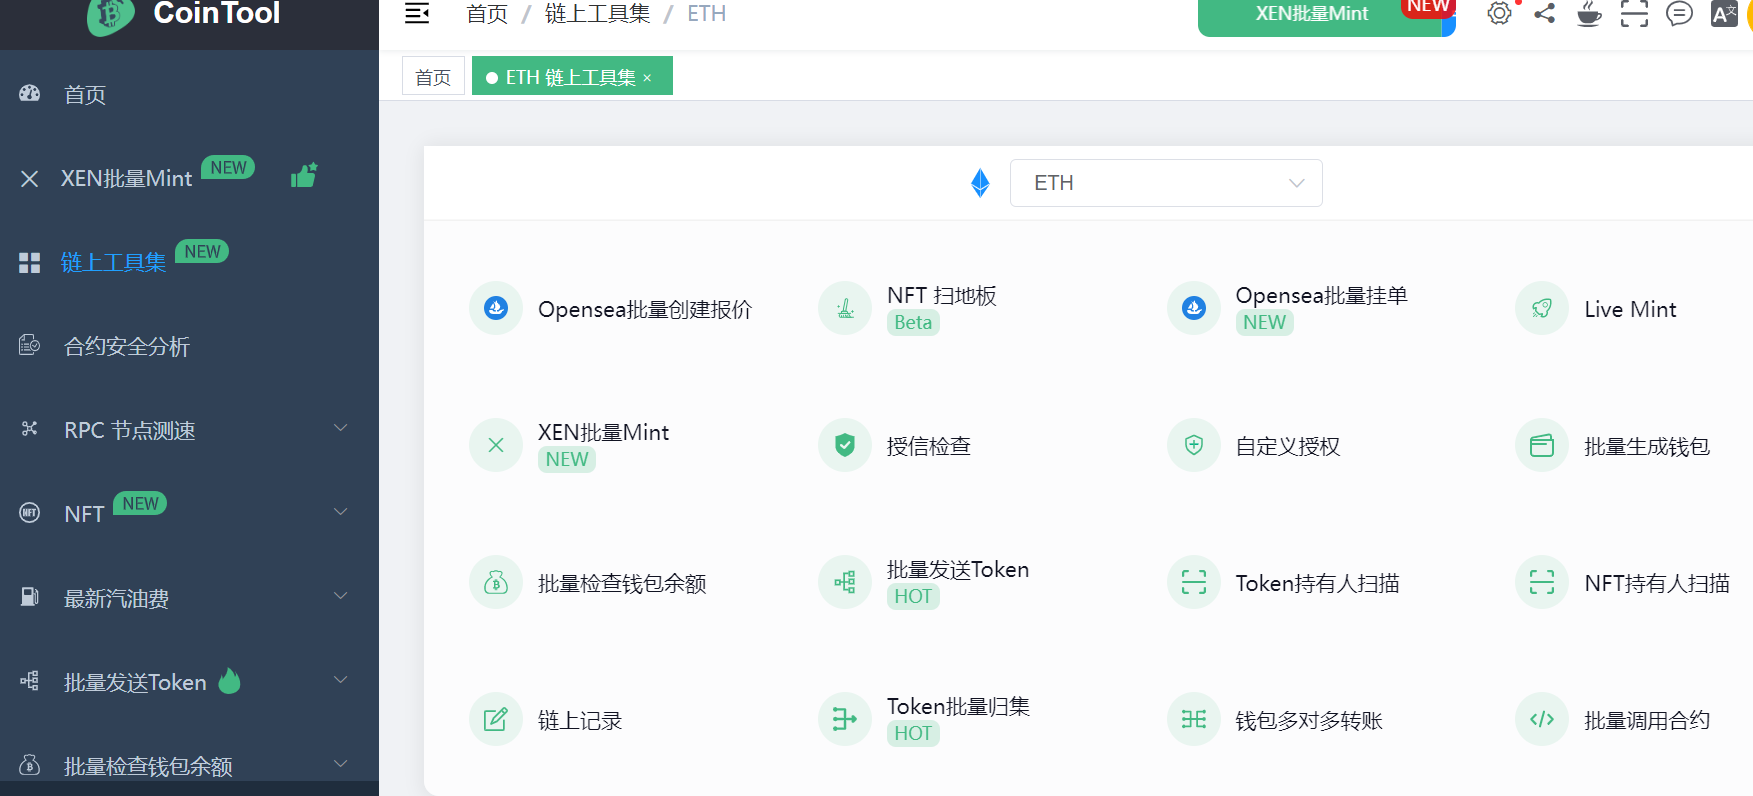 CoinTool
首页 / 链上工具集 / ETH
XEN批量Mint
NEW
首页
ETH 链上工具集 ×
首页
XEN批量Mint NEW
链上工具集 NEW
合约安全分析
RPC 节点测速
NFT NEW
最新汽油费
批量发送Token
批量检查钱包余额
ETH
Opensea批量创建报价
NFT 扫地板
Beta
Opensea批量挂单
NEW
Live Mint
XEN批量Mint
NEW
授信检查
自定义授权
批量生成钱包
批量检查钱包余额
批量发送Token
HOT
Token持有人扫描
NFT持有人扫描
链上记录
Token批量归集
HOT
钱包多对多转账
批量调用合约